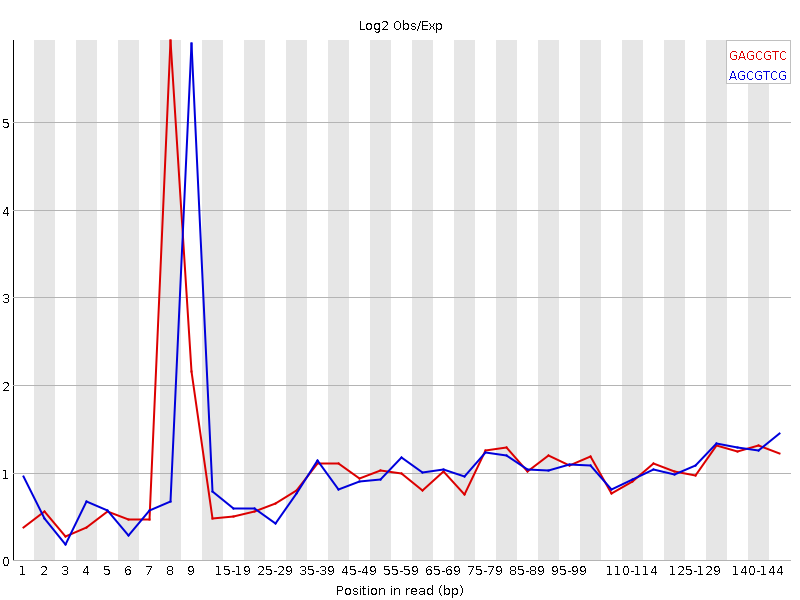 Log2 Obs/Exp
GAGCGTC
AGCGTCG
5
4
3
2
1
0
1 2 3 4 5 6 7 8 9 15-19 25-29 35-39 45-49 55-59 65-69 75-79 85-89 95-99 110-114 125-129 140-144
Position in read (bp)